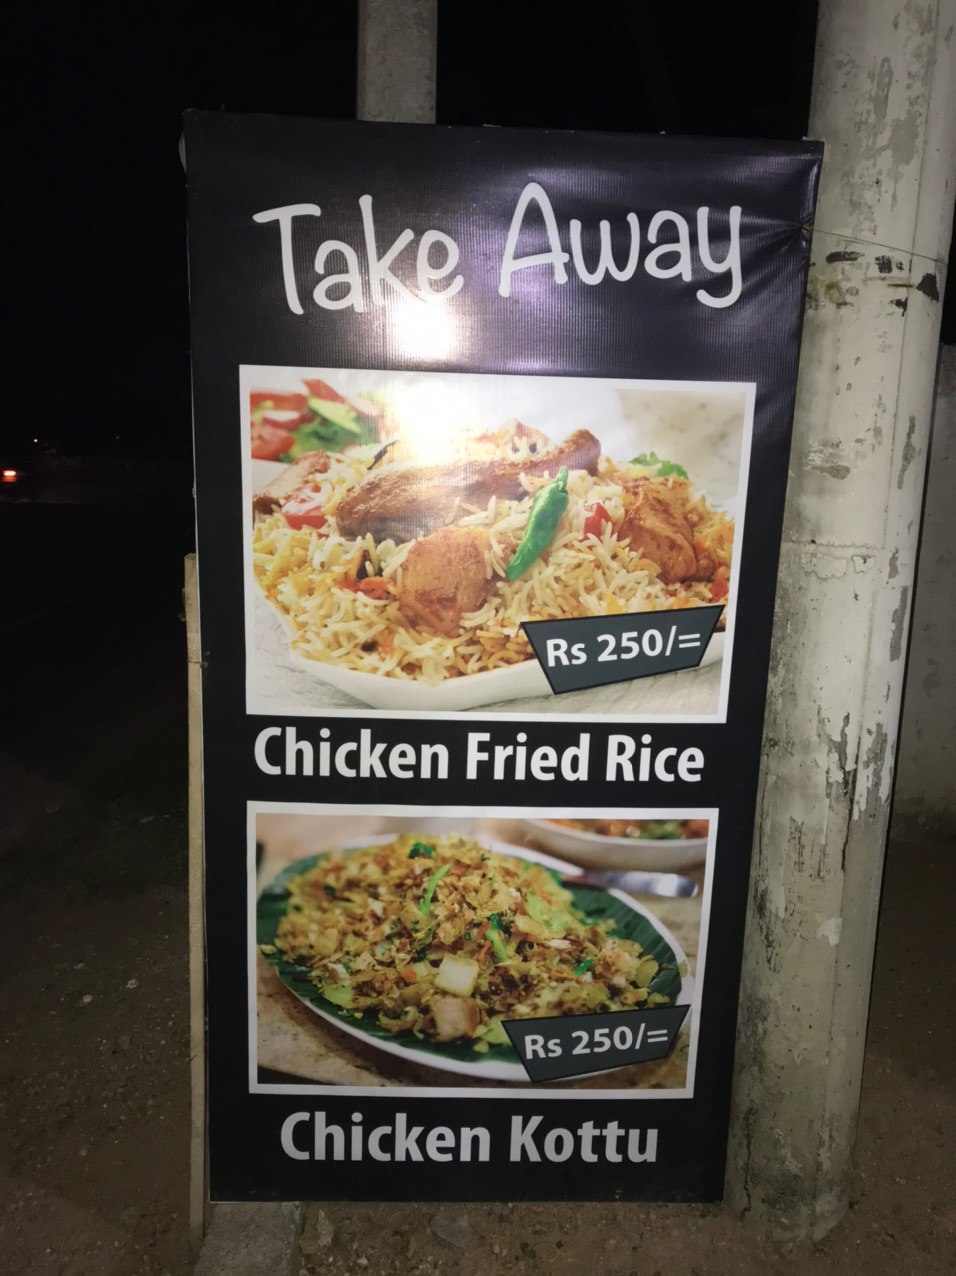 Take Away
Rs 250/=
Chicken Fried Rice
Rs 250/=
Chicken Kottu